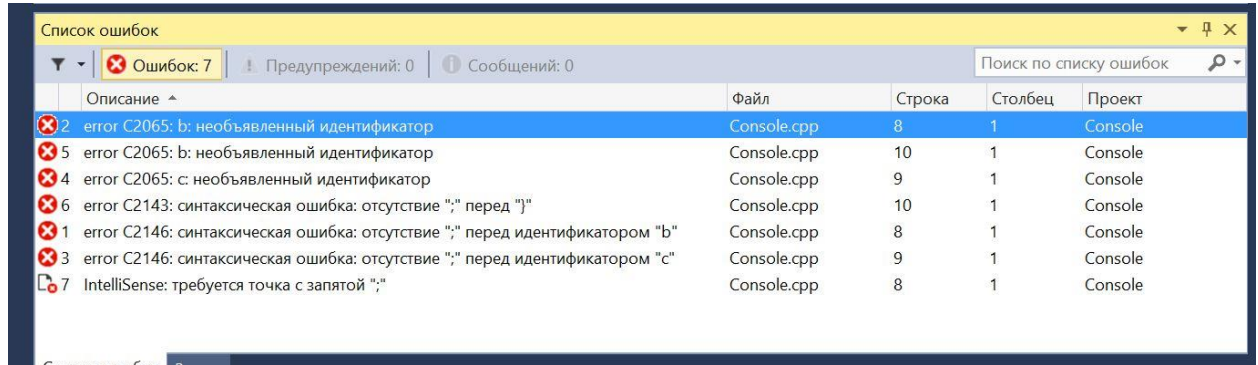 Список ошибок
Ошибок: 7 Предупреждений: 0 Сообщений: 0 Поиск по списку ошибок
Описание Файл Строка Столбец Проект
2 error C2065: b: необъявленный идентификатор Console.cpp 8 1 Console
5 error C2065: b: необъявленный идентификатор Console.cpp 10 1 Console
4 error C2065: c: необъявленный идентификатор Console.cpp 9 1 Console
6 error C2143: синтаксическая ошибка: отсутствие ";" перед "}" Console.cpp 10 1 Console
1 error C2146: синтаксическая ошибка: отсутствие ";" перед идентификатором "b" Console.cpp 8 1 Console
3 error C2146: синтаксическая ошибка: отсутствие ";" перед идентификатором "c" Console.cpp 9 1 Console
7 IntelliSense: требуется точка с запятой ";" Console.cpp 8 1 Console